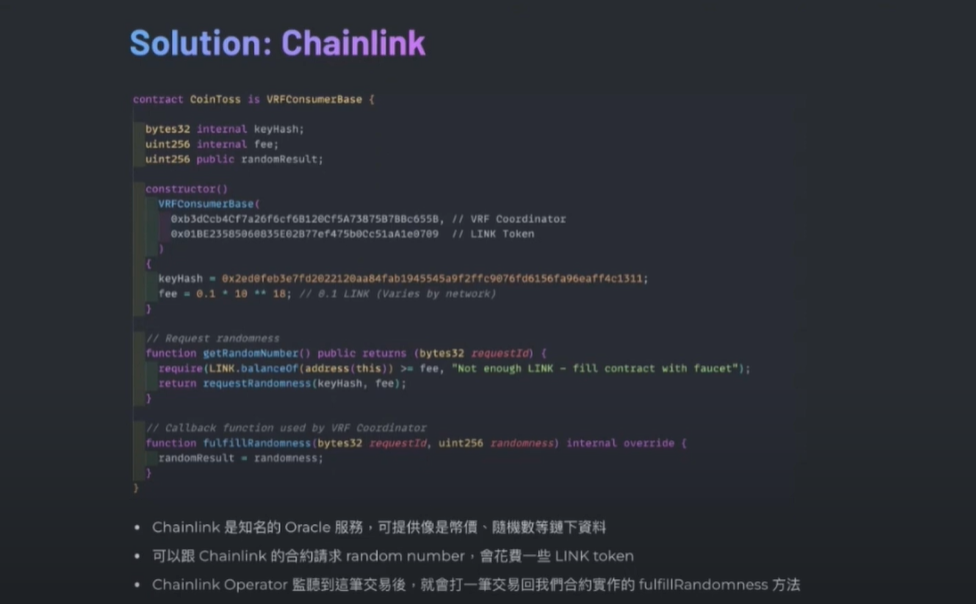 Solution: Chainlink
contract CoinToss is VRFConsumerBase {
bytes32 internal keyHash;
uint256 internal fee;
uint256 public randomResult;
constructor()
VRFConsumerBase(
0xb3dCcb4Cf7a26f6cf6B120Cf5A73875B7BBc655B, // VRF Coordinator
0x01BE23585060835E02B77ef475b0Cc51aA1e0709 // LINK Token
)
{
keyHash = 0x2ed0feb3e7fd2022120aa84fab1945545a9f2ffc9076fd6156fa96eaff4c1311;
fee = 0.1 * 10 ** 18; // 0.1 LINK (Varies by network)
}
// Request randomness
function getRandomNumber() public returns (bytes32 requestId) {
require(LINK.balanceOf(address(this)) >= fee, "Not enough LINK - fill contract with faucet");
return requestRandomness(keyHash, fee);
}
// Callback function used by VRF Coordinator
function fulfillRandomness(bytes32 requestId, uint256 randomness) internal override {
randomResult = randomness;
}
}
• Chainlink 是知名的 Oracle 服務，可提供像是幣價、隨機數等鏈下資料
• 可以跟 Chainlink 的合約請求 random number，會花費一些 LINK token
• Chainlink Operator 監聽到這筆交易後，就會打一筆交易回我們合約實作的 fulfillRandomness 方法